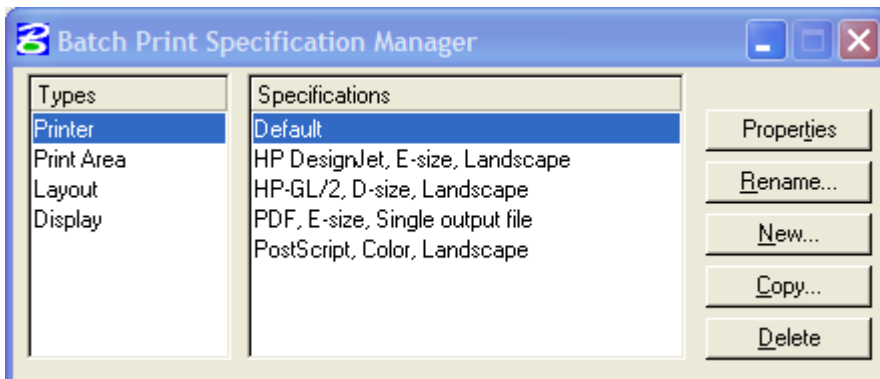 Batch Print Specification Manager
Types
Printer
Print Area
Layout
Display
Specifications
Default
HP DesignJet, E-size, Landscape
HP-GL/2, D-size, Landscape
PDF, E-size, Single output file
PostScript, Color, Landscape
Properties
Rename...
New...
Copy...
Delete